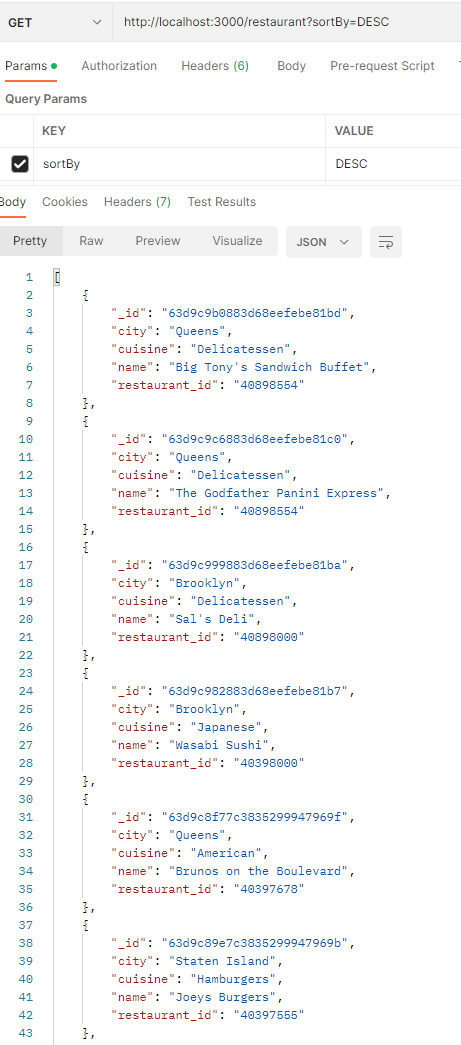 GET http://localhost:3000/restaurant?sortBy=DESC
Params Authorization Headers (6) Body Pre-request Script
Query Params
KEY VALUE
sortBy DESC
Body Cookies Headers (7) Test Results
Pretty Raw Preview Visualize JSON
1 [
2 {
3 "_id": "63d9c9b0883d68eefebe81bd",
4 "city": "Queens",
5 "cuisine": "Delicatessen",
6 "name": "Big Tony's Sandwich Buffet",
7 "restaurant_id": "40898554"
8 },
9 {
10 "_id": "63d9c9c6883d68eefebe81c0",
11 "city": "Queens",
12 "cuisine": "Delicatessen",
13 "name": "The Godfather Panini Express",
14 "restaurant_id": "40898554"
15 },
16 {
17 "_id": "63d9c999883d68eefebe81ba",
18 "city": "Brooklyn",
19 "cuisine": "Delicatessen",
20 "name": "Sal's Deli",
21 "restaurant_id": "40898000"
22 },
23 {
24 "_id": "63d9c982883d68eefebe81b7",
25 "city": "Brooklyn",
26 "cuisine": "Japanese",
27 "name": "Wasabi Sushi",
28 "restaurant_id": "40398000"
29 },
30 {
31 "_id": "63d9c8f77c3835299947969f",
32 "city": "Queens",
33 "cuisine": "American",
34 "name": "Brunos on the Boulevard",
35 "restaurant_id": "40397678"
36 },
37 {
38 "_id": "63d9c89e7c3835299947969b",
39 "city": "Staten Island",
40 "cuisine": "Hamburgers",
41 "name": "Joeys Burgers",
42 "restaurant_id": "40397555"
43 },